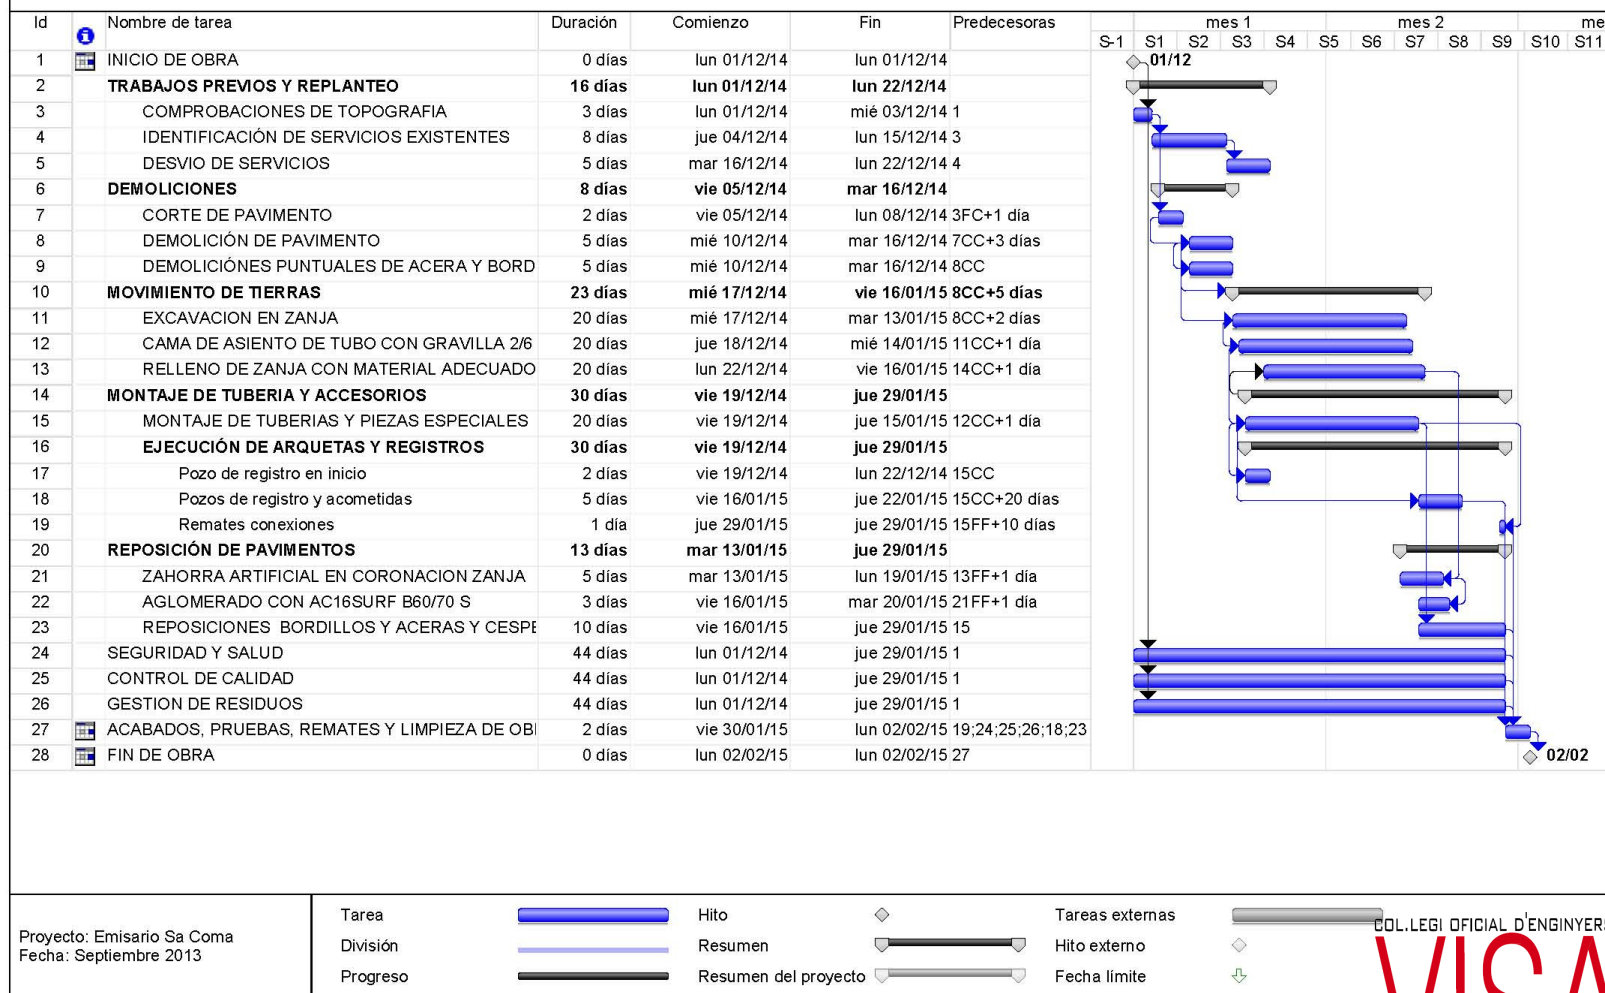 Id Nombre de tarea Duración Comienzo Fin Predecesoras mes 1 mes 2 me
S-1 S1 S2 S3 S4 S5 S6 S7 S8 S9 S10 S11
1 INICIO DE OBRA 0 días lun 01/12/14 lun 01/12/14 01/12
2 TRABAJOS PREVIOS Y REPLANTEO 16 días lun 01/12/14 lun 22/12/14
3 COMPROBACIONES DE TOPOGRAFIA 3 días lun 01/12/14 mié 03/12/14 1
4 IDENTIFICACIÓN DE SERVICIOS EXISTENTES 8 días jue 04/12/14 lun 15/12/14 3
5 DESVIO DE SERVICIOS 5 días mar 16/12/14 lun 22/12/14 4
6 DEMOLICIONES 8 días vie 05/12/14 mar 16/12/14
7 CORTE DE PAVIMENTO 2 días vie 05/12/14 lun 08/12/14 3FC+1 día
8 DEMOLICIÓN DE PAVIMENTO 5 días mié 10/12/14 mar 16/12/14 7CC+3 días
9 DEMOLICIÓNES PUNTUALES DE ACERA Y BORD 5 días mié 10/12/14 mar 16/12/14 8CC
10 MOVIMIENTO DE TIERRAS 23 días mié 17/12/14 vie 16/01/15 8CC+5 días
11 EXCAVACION EN ZANJA 20 días mié 17/12/14 mar 13/01/15 8CC+2 días
12 CAMA DE ASIENTO DE TUBO CON GRAVILLA 2/6 20 días jue 18/12/14 mié 14/01/15 11CC+1 día
13 RELLENO DE ZANJA CON MATERIAL ADECUADO 20 días lun 22/12/14 vie 16/01/15 14CC+1 día
14 MONTAJE DE TUBERIA Y ACCESORIOS 30 días vie 19/12/14 jue 29/01/15
15 MONTAJE DE TUBERIAS Y PIEZAS ESPECIALES 20 días vie 19/12/14 jue 15/01/15 12CC+1 día
16 EJECUCIÓN DE ARQUETAS Y REGISTROS 30 días vie 19/12/14 jue 29/01/15
17 Pozo de registro en inicio 2 días vie 19/12/14 lun 22/12/14 15CC
18 Pozos de registro y acometidas 5 días vie 16/01/15 jue 22/01/15 15CC+20 días
19 Remates conexiones 1 día jue 29/01/15 jue 29/01/15 15FF+10 días
20 REPOSICIÓN DE PAVIMENTOS 13 días mar 13/01/15 jue 29/01/15
21 ZAHORRA ARTIFICIAL EN CORONACION ZANJA 5 días mar 13/01/15 lun 19/01/15 13FF+1 día
22 AGLOMERADO CON AC16SURF B60/70 S 3 días vie 16/01/15 mar 20/01/15 21FF+1 día
23 REPOSICIONES BORDILLOS Y ACERAS Y CESPE 10 días vie 16/01/15 jue 29/01/15 15
24 SEGURIDAD Y SALUD 44 días lun 01/12/14 jue 29/01/15 1
25 CONTROL DE CALIDAD 44 días lun 01/12/14 jue 29/01/15 1
26 GESTION DE RESIDUOS 44 días lun 01/12/14 jue 29/01/15 1
27 ACABADOS, PRUEBAS, REMATES Y LIMPIEZA DE OBI 2 días vie 30/01/15 lun 02/02/15 19;24;25;26;18;23
28 FIN DE OBRA 0 días lun 02/02/15 lun 02/02/15 27 02/02
Proyecto: Emisario Sa Coma
Fecha: Septiembre 2013
Tarea Hito Tareas externas
División Resumen Hito externo
Progreso Resumen del proyecto Fecha límite
COL.LEGI OFICIAL D'ENGINYER